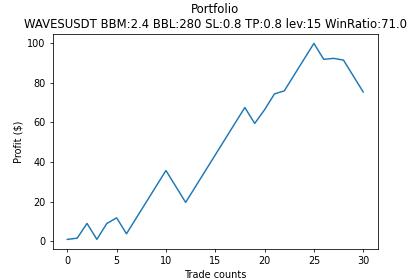 Portfolio
WAVESUSDT BBM:2.4 BBL:280 SL:0.8 TP:0.8 lev:15 WinRatio:71.0
100
80
60
40
20
0
Profit ($)
0 5 10 15 20 25 30
Trade counts